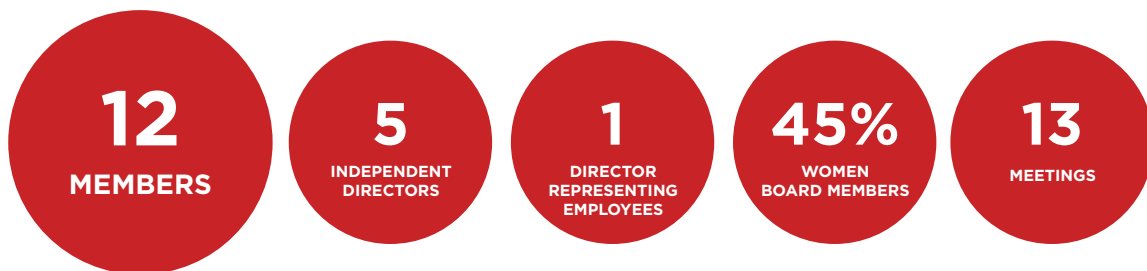 12
MEMBERS
5
INDEPENDENT
DIRECTORS
1
DIRECTOR
REPRESENTING
EMPLOYEES
45%
WOMEN
BOARD MEMBERS
13
MEETINGS